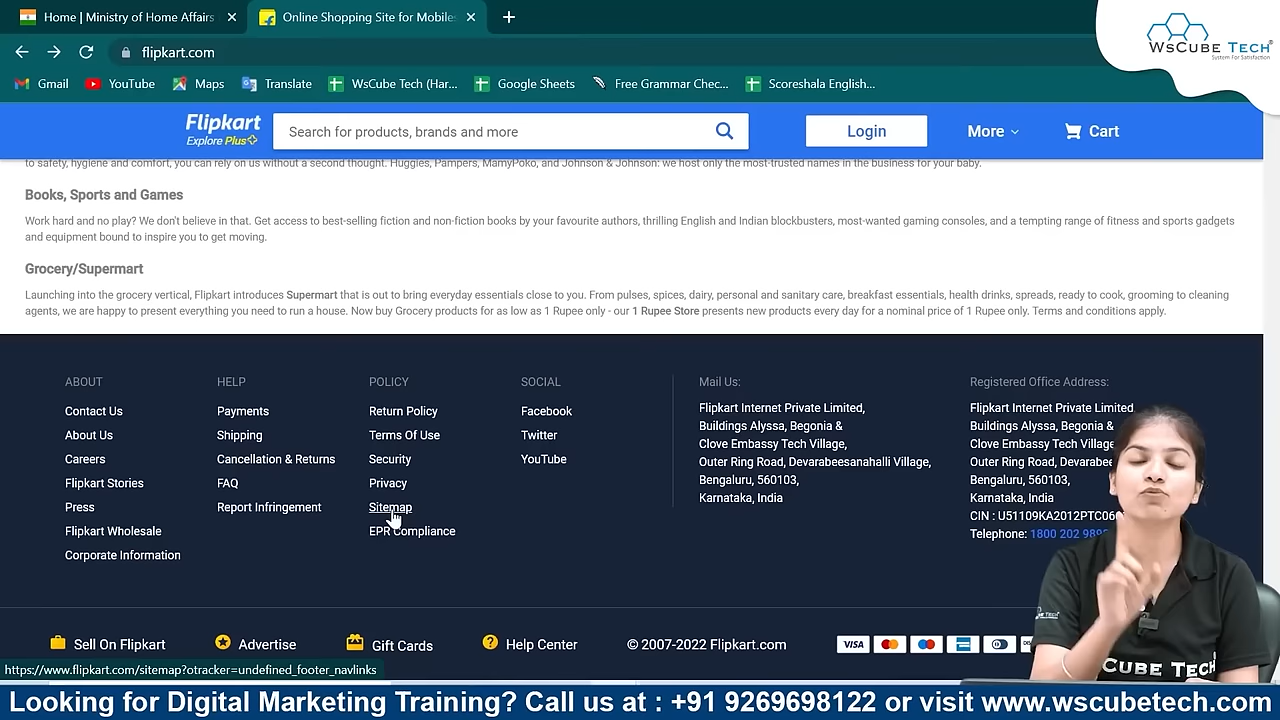 Home | Ministry of Home Affairs
Online Shopping Site for Mobiles
flipkart.com
Gmail
YouTube
Maps
Translate
WsCube Tech (Har...
Google Sheets
Free Grammar Chec...
Scoreshala English...
WsCube Tech
System For Satisfaction
Flipkart
Explore Plus
Search for products, brands and more
Login
More
Cart
to safety, hygiene and comfort, you can rely on us without a second thought. Huggies, Pampers, MamyPoko, and Johnson & Johnson: we host only the most-trusted names in the business for your baby.
Books, Sports and Games
Work hard and no play? We don't believe in that. Get access to best-selling fiction and non-fiction books by your favourite authors, thrilling English and Indian blockbusters, most-wanted gaming consoles, and a tempting range of fitness and sports gadgets
and equipment bound to inspire you to get moving.
Grocery/Supermart
Launching into the grocery vertical, Flipkart introduces Supermart that is out to bring everyday essentials close to you. From pulses, spices, dairy, personal and sanitary care, breakfast essentials, health drinks, spreads, ready to cook, grooming to cleaning
agents, we are happy to present everything you need to run a house. Now buy Grocery products for as low as 1 Rupee only - our 1 Rupee Store presents new products every day for a nominal price of 1 Rupee only. Terms and conditions apply.
ABOUT
Contact Us
About Us
Careers
Flipkart Stories
Press
Flipkart Wholesale
Corporate Information
HELP
Payments
Shipping
Cancellation & Returns
FAQ
Report Infringement
POLICY
Return Policy
Terms Of Use
Security
Privacy
Sitemap
EPR Compliance
SOCIAL
Facebook
Twitter
YouTube
Mail Us:
Flipkart Internet Private Limited,
Buildings Alyssa, Begonia &
Clove Embassy Tech Village,
Outer Ring Road, Devarabeesanahalli Village,
Bengaluru, 560103,
Karnataka, India
Registered Office Address:
Flipkart Internet Private Limited
Buildings Alyssa, Begonia &
Clove Embassy Tech Village
Outer Ring Road,
Bengaluru, 560103,
Karnataka, India
CIN :
Telephone: 1800 202
Sell On Flipkart
Advertise
Gift Cards
Help Center
© 2007-2022 Flipkart.com
VISA
https://www.flipkart.com/sitemap?otracker=undefined_footer_navlinks
CUBE TECH
Looking for Digital Marketing Training? Call us at : +91 9269698122 or visit www.wscubetech.com